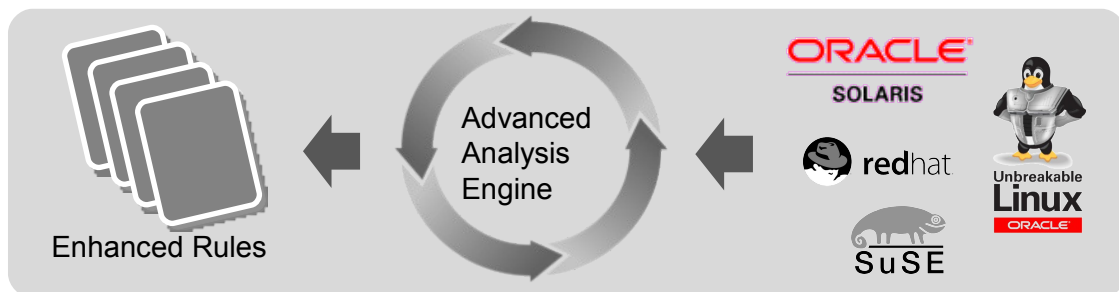 Enhanced Rules
Advanced
Analysis
Engine
ORACLE
SOLARIS
redhat.
SuSE
Unbreakable
Linux
ORACLE